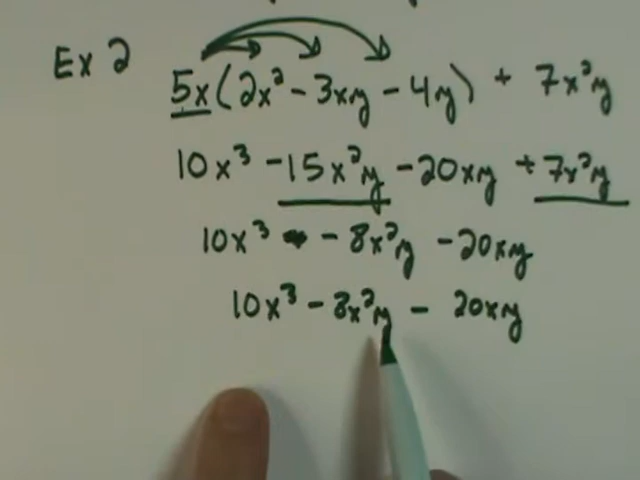 Ex 2
5x(2x² - 3xy - 4y) + 7x²y
10x³ - 15x²y - 20xy + 7x²y
10x³ - 8x²y - 20xy
10x³ - 8x²y - 20xy